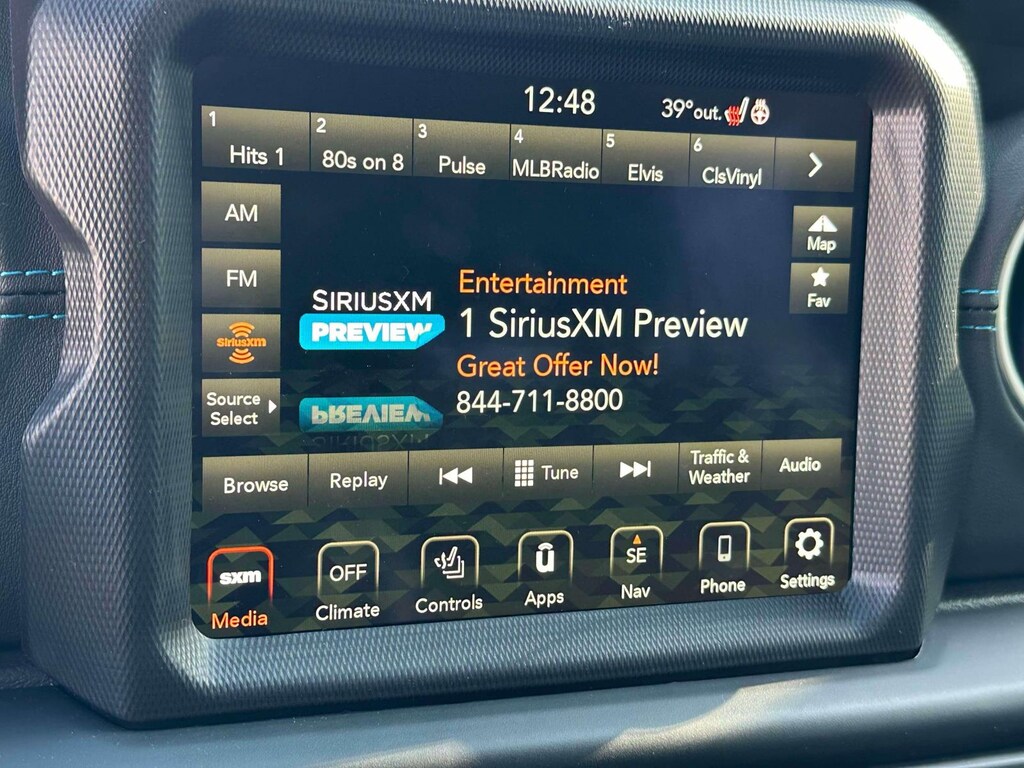 12:48
39° out.
1 Hits 1
2 80s on 8
3 Pulse
4 MLBRadio
5 Elvis
6 ClsVinyl
AM
FM
SiriusXM
Source
Select
Map
Fav
SIRIUSXM
PREVIEW
Entertainment
1 SiriusXM Preview
Great Offer Now!
844-711-8800
PREVIEW
SIRIUSXM
Browse
Replay
Tune
Traffic &
Weather
Audio
sxm
Media
OFF
Climate
Controls
u
Apps
SE
Nav
Phone
Settings